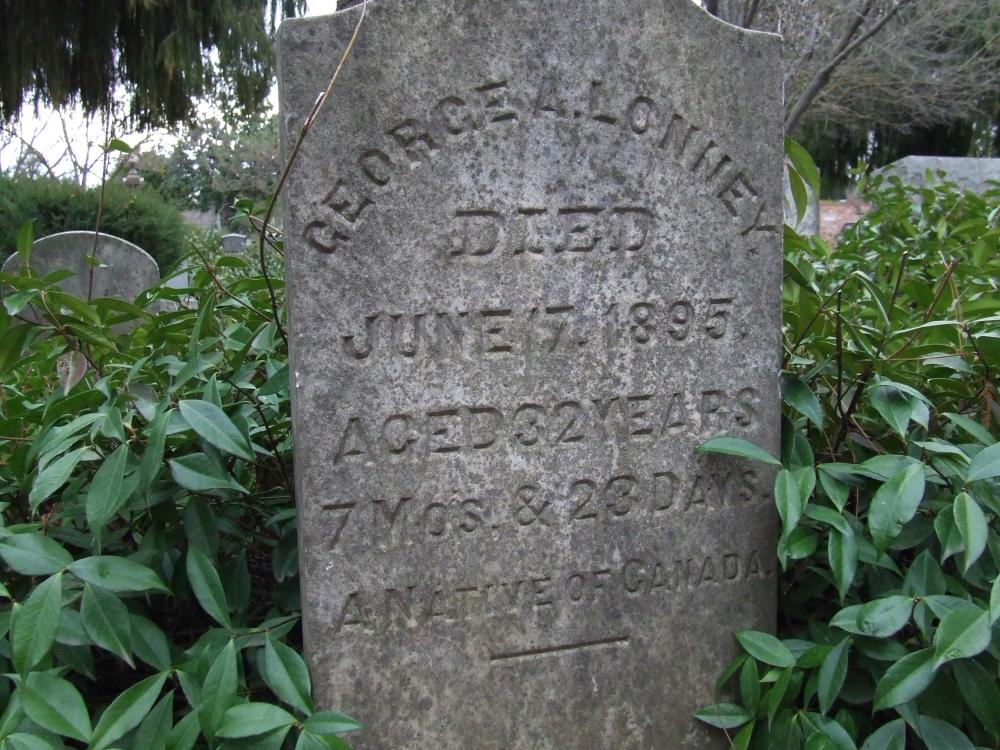 GEORGE A. LONNEY.
DIED
JUNE 17. 1895.
AGED 32 YEARS
7 MOS. & 23 DAYS.
A NATIVE OF CANADA.